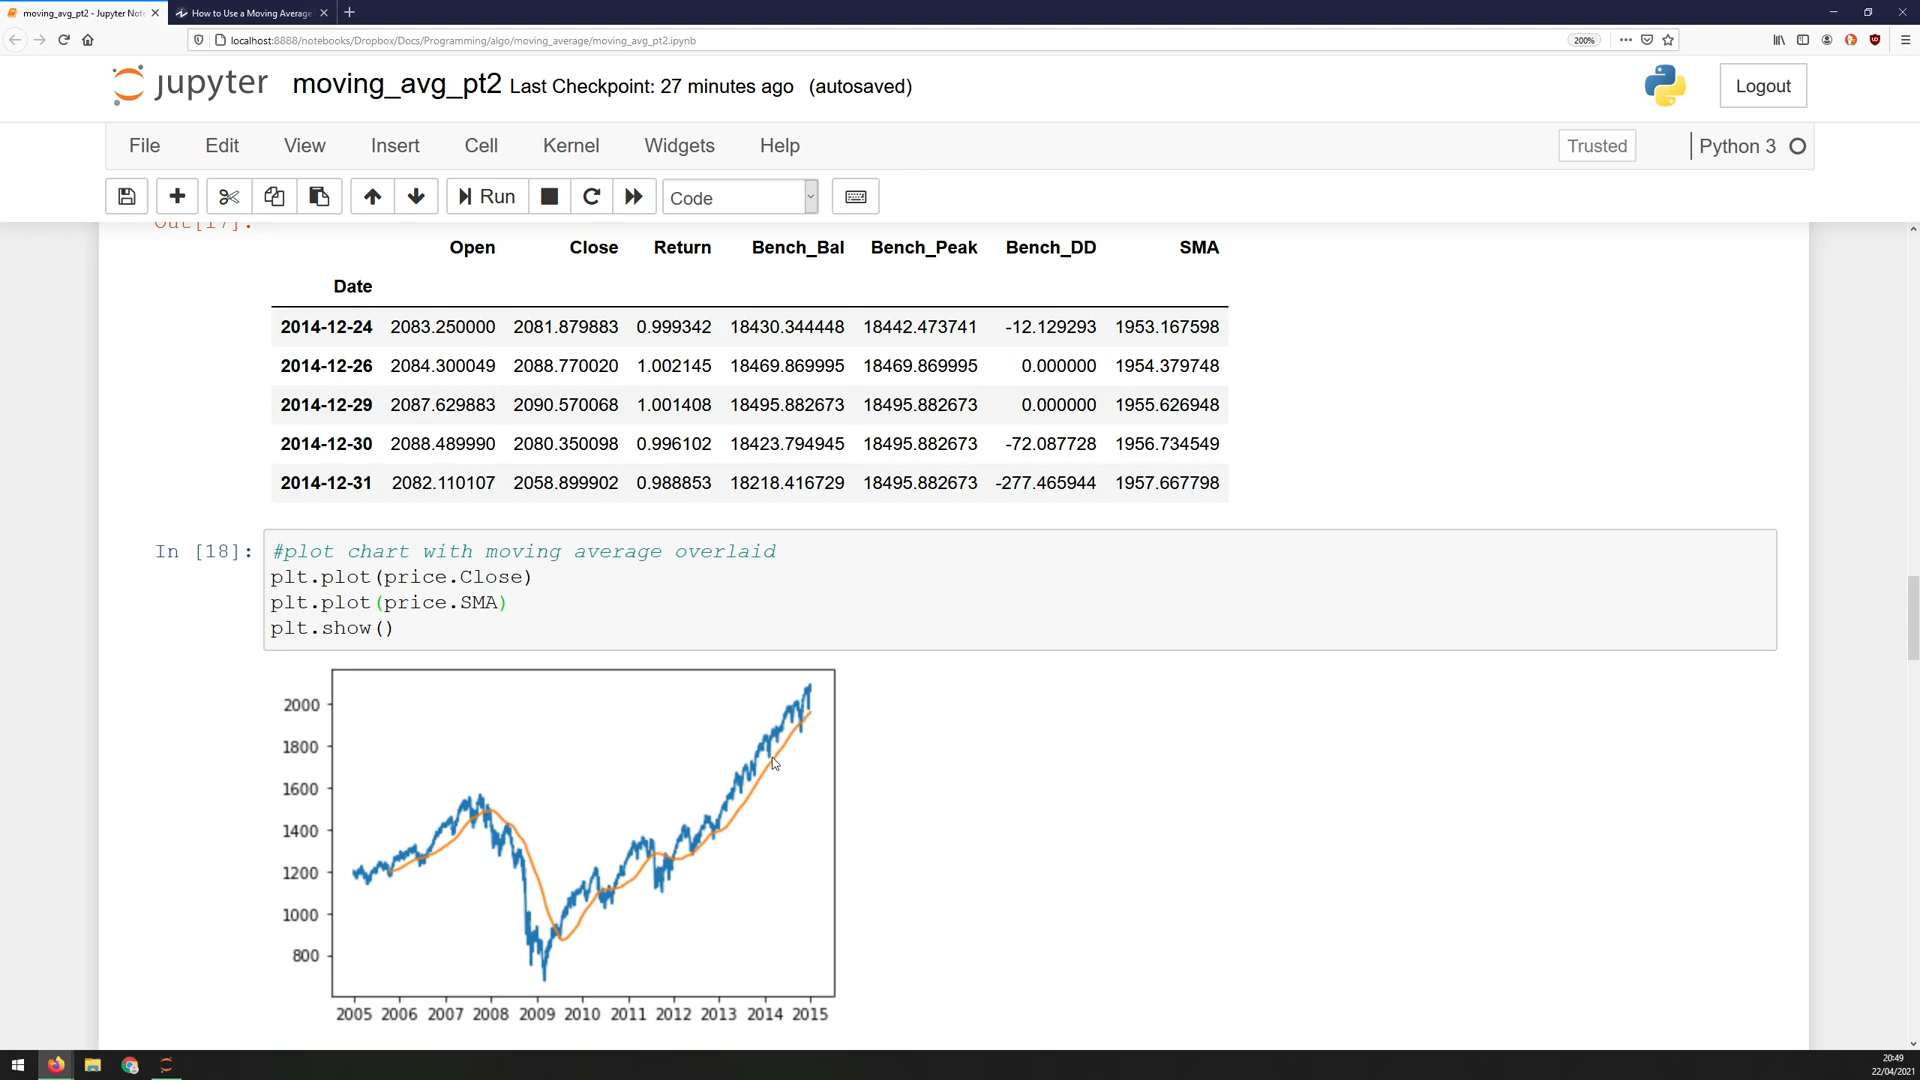 moving_avg_pt2 - Jupyter Note
How to Use a Moving Average
localhost:8888/notebooks/Dropbox/Docs/Programming/algo/moving_average/moving_avg_pt2.ipynb
200%
jupyter
moving_avg_pt2 Last Checkpoint: 27 minutes ago (autosaved)
Logout
File Edit View Insert Cell Kernel Widgets Help
Trusted
Python 3
Run
Code
Out[17]:
Open Close Return Bench_Bal Bench_Peak Bench_DD SMA
Date
2014-12-24 2083.250000 2081.879883 0.999342 18430.344448 18442.473741 -12.129293 1953.167598
2014-12-26 2084.300049 2088.770020 1.002145 18469.869995 18469.869995 0.000000 1954.379748
2014-12-29 2087.629883 2090.570068 1.001408 18495.882673 18495.882673 0.000000 1955.626948
2014-12-30 2088.489990 2080.350098 0.996102 18423.794945 18495.882673 -72.087728 1956.734549
2014-12-31 2082.110107 2058.899902 0.988853 18218.416729 18495.882673 -277.465944 1957.667798
In [18]:
#plot chart with moving average overlaid
plt.plot(price.Close)
plt.plot(price.SMA)
plt.show()
2000
1800
1600
1400
1200
1000
800
2005 2006 2007 2008 2009 2010 2011 2012 2013 2014 2015
20:49
22/04/2021